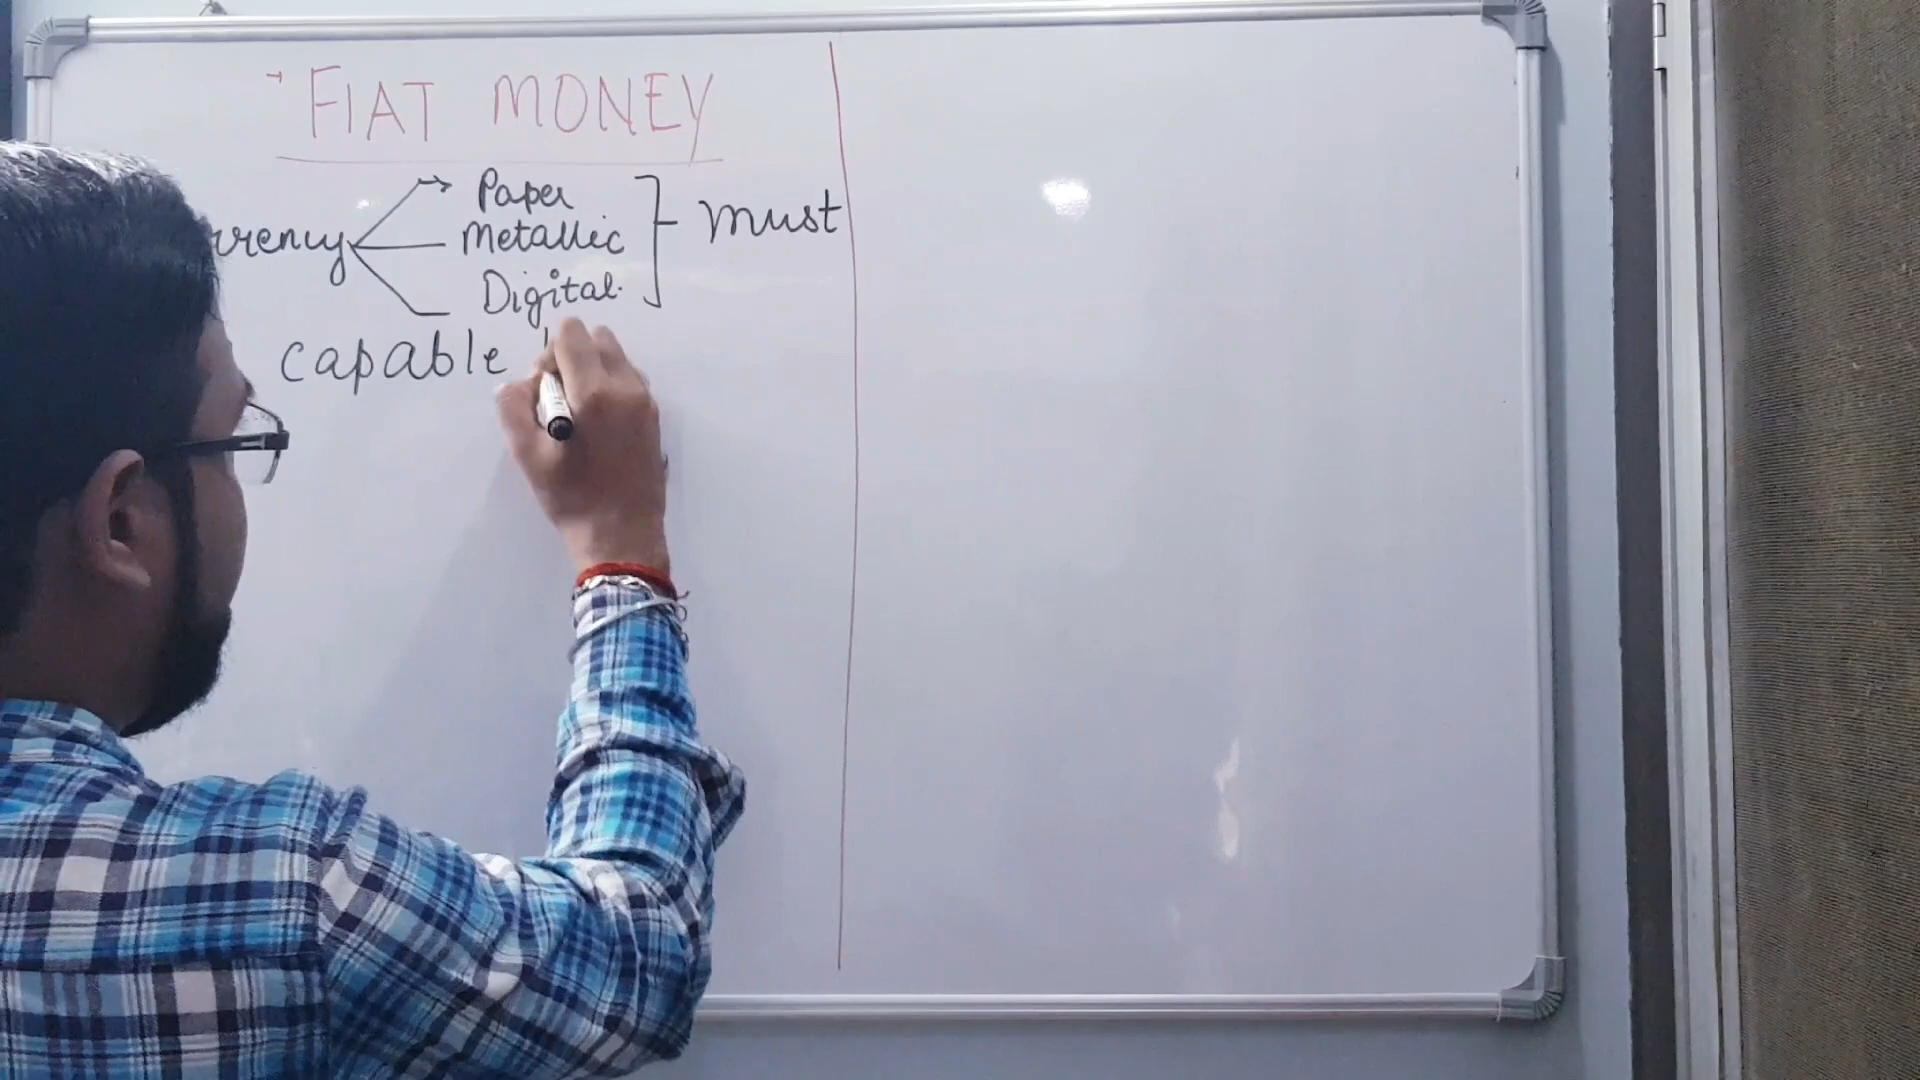 FIAT MONEY
Paper
rrency Metallic must
Digital.
capable